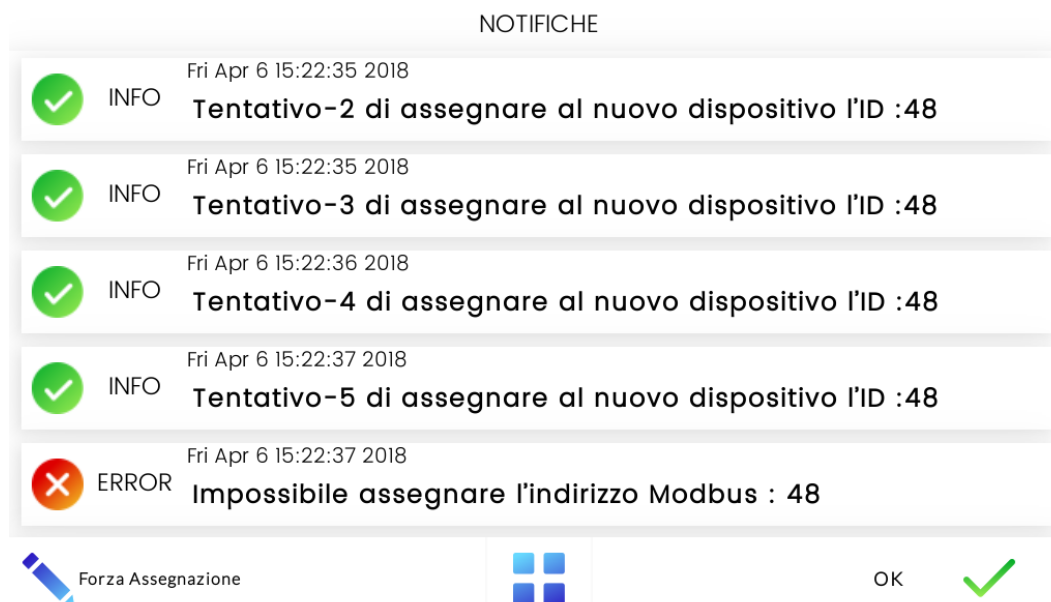 NOTIFICHE
Fri Apr 6 15:22:35 2018
INFO
Tentativo-2 di assegnare al nuovo dispositivo l'ID :48
Fri Apr 6 15:22:35 2018
INFO
Tentativo-3 di assegnare al nuovo dispositivo l'ID :48
Fri Apr 6 15:22:36 2018
INFO
Tentativo-4 di assegnare al nuovo dispositivo l'ID :48
Fri Apr 6 15:22:37 2018
INFO
Tentativo-5 di assegnare al nuovo dispositivo l'ID :48
Fri Apr 6 15:22:37 2018
ERROR
Impossibile assegnare l'indirizzo Modbus : 48
Forza Assegnazione
OK